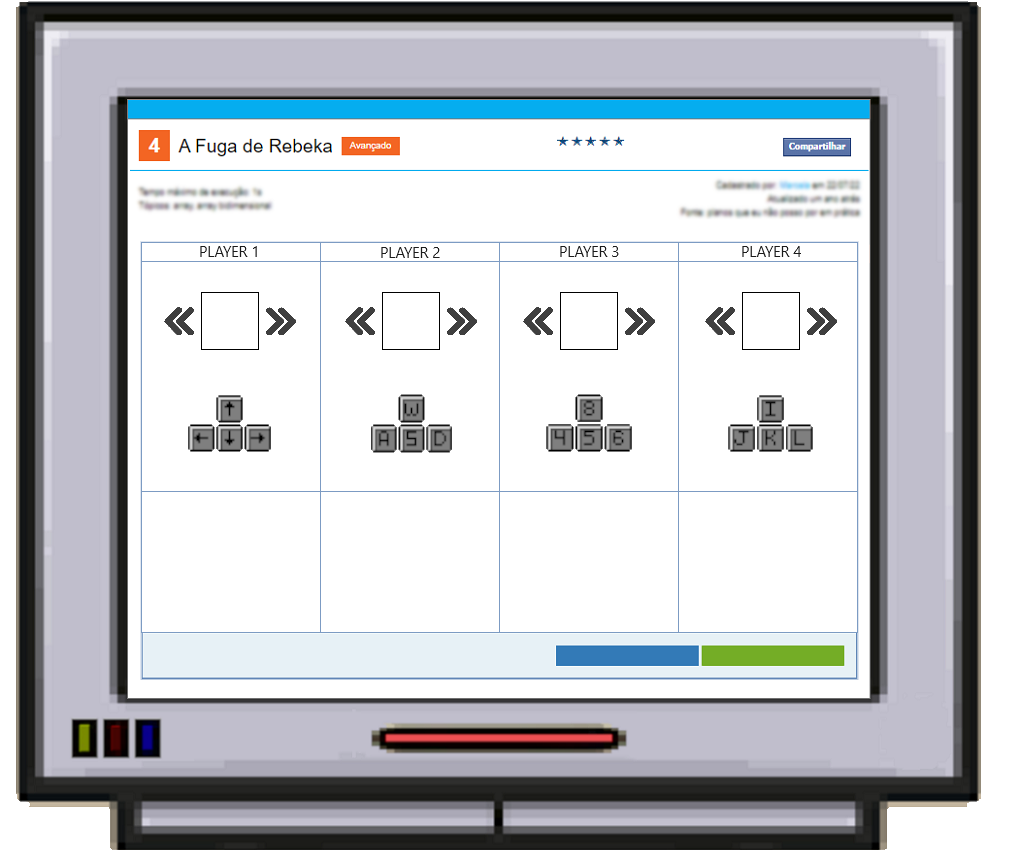 4 A Fuga de Rebeka Avançado ★★★★★ Compartilhar
Tempo máximo de execução: 1s
Tópicos: array, array bidimensional
Cadastrado por: Marcela em 22/07/22
Atualizado um ano atrás
Fonte: planos que eu não posso por em prática
PLAYER 1 PLAYER 2 PLAYER 3 PLAYER 4
↑ W 8 I
← ↓ → A S D 4 5 6 J K L